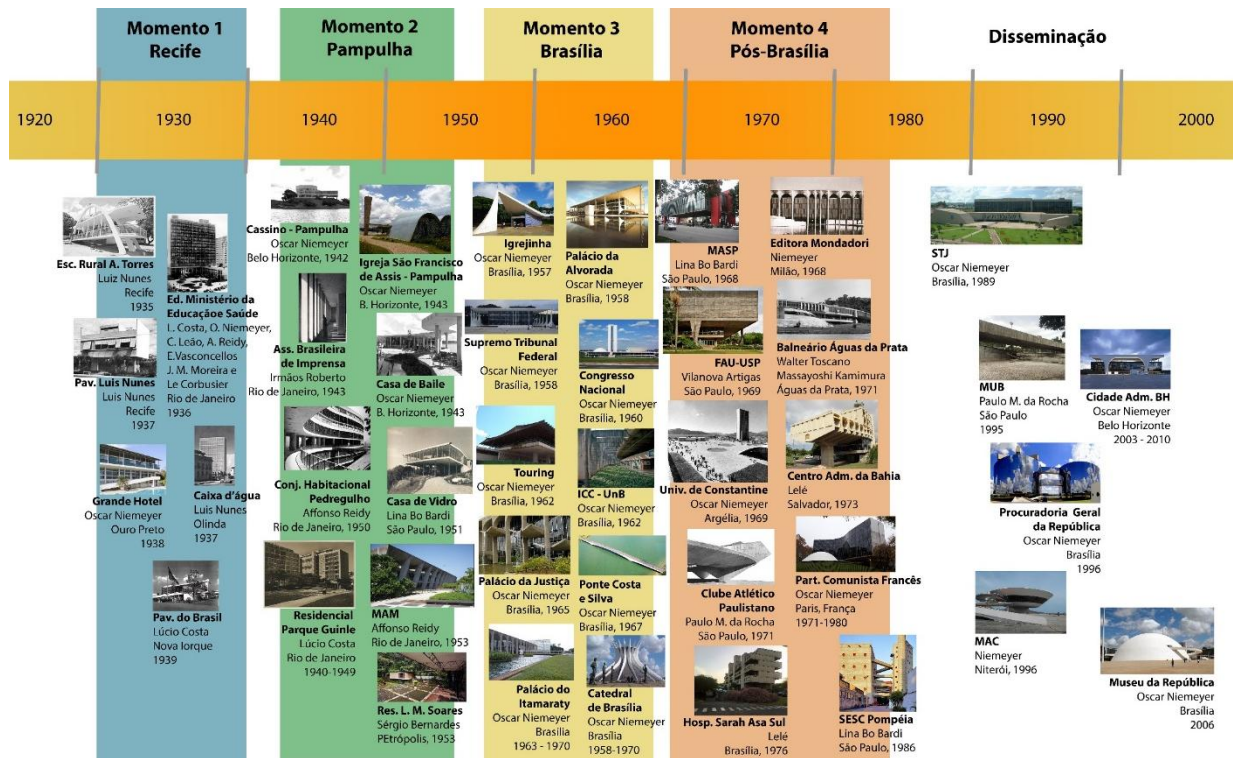 Momento 1
Recife
Momento 2
Pampulha
Momento 3
Brasília
Momento 4
Pós-Brasília
Disseminação
1920
1930
1940
1950
1960
1970
1980
1990
2000
Esc. Rural A. Torres
Luiz Nunes
Recife
1935
Pav. Luis Nunes
Luis Nunes
Recife
1937
Grande Hotel
Oscar Niemeyer
Ouro Preto
1938
Ed. Ministério da
Educaçãoe Saúde
L. Costa, O. Niemeyer,
C. Leão, A. Reidy,
E.Vasconcellos
J. M. Moreira e
Le Corbusier
Rio de Janeiro
1936
Caixa d'água
Luis Nunes
Olinda
1937
Pav. do Brasil
Lúcio Costa
Nova Iorque
1939
Cassino - Pampulha
Oscar Niemeyer
Belo Horizonte, 1942
Ass. Brasileira
de Imprensa
Irmãos Roberto
Rio de Janeiro, 1943
Conj. Habitacional
Pedregulho
Affonso Reidy
Rio de Janeiro, 1950
Residencial
Parque Guinle
Lúcio Costa
Rio de Janeiro
1940-1949
Igreja São Francisco
de Assis - Pampulha
Oscar Niemeyer
B. Horizonte, 1943
Casa de Baile
Oscar Niemeyer
B. Horizonte, 1943
Casa de Vidro
Lina Bo Bardi
São Paulo, 1951
MAM
Affonso Reidy
Rio de Janeiro, 1953
Res. L. M. Soares
Sérgio Bernardes
PEtrópolis, 1953
Igrejinha
Oscar Niemeyer
Brasília, 1957
Supremo Tribunal
Federal
Oscar Niemeyer
Brasília, 1958
Touring
Oscar Niemeyer
Brasília, 1962
Palácio da Justiça
Oscar Niemeyer
Brasília, 1965
Palácio do
Itamaraty
Oscar Niemeyer
Brasília
1963 - 1970
Palácio da
Alvorada
Oscar Niemeyer
Brasília, 1958
Congresso
Nacional
Oscar Niemeyer
Brasília, 1960
ICC - UnB
Oscar Niemeyer
Brasília, 1962
Ponte Costa
e Silva
Oscar Niemeyer
Brasília, 1967
Catedral
de Brasília
Oscar Niemeyer
Brasília
1958-1970
MASP
Lina Bo Bardi
São Paulo, 1968
FAU-USP
Vilanova Artigas
São Paulo, 1969
Univ. de Constantine
Oscar Niemeyer
Argélia, 1969
Clube Atlético
Paulistano
Paulo M. da Rocha
São Paulo, 1971
Hosp. Sarah Asa Sul
Lelé
Brasília, 1976
Editora Mondadori
Niemeyer
Milão, 1968
Balneário Águas da Prata
Walter Toscano
Massayoshi Kamimura
Águas da Prata, 1971
Centro Adm. da Bahia
Lelé
Salvador, 1973
Part. Comunista Francês
Oscar Niemeyer
Paris, França
1971-1980
SESC Pompéia
Lina Bo Bardi
São Paulo, 1986
STJ
Oscar Niemeyer
Brasília, 1989
MUB
Paulo M. da Rocha
São Paulo
1995
Cidade Adm. BH
Oscar Niemeyer
Belo Horizonte
2003 - 2010
Procuradoria Geral
da República
Oscar Niemeyer
Brasília
1996
MAC
Niemeyer
Niterói, 1996
Museu da República
Oscar Niemeyer
Brasília
2006